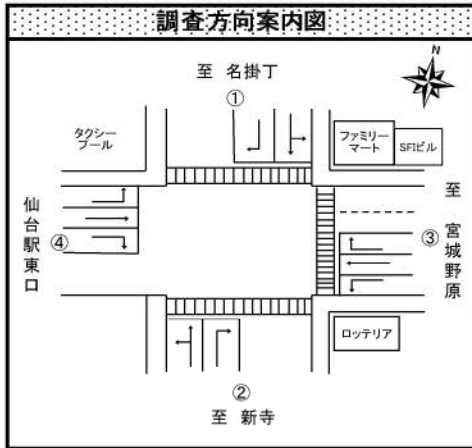 調査方向案内図
至 名掛丁
N
①
タクシー
プール
ファミリー
マート
SFIビル
至 宮城野原
③
仙台駅東口
④
ロッテリア
②
至 新寺